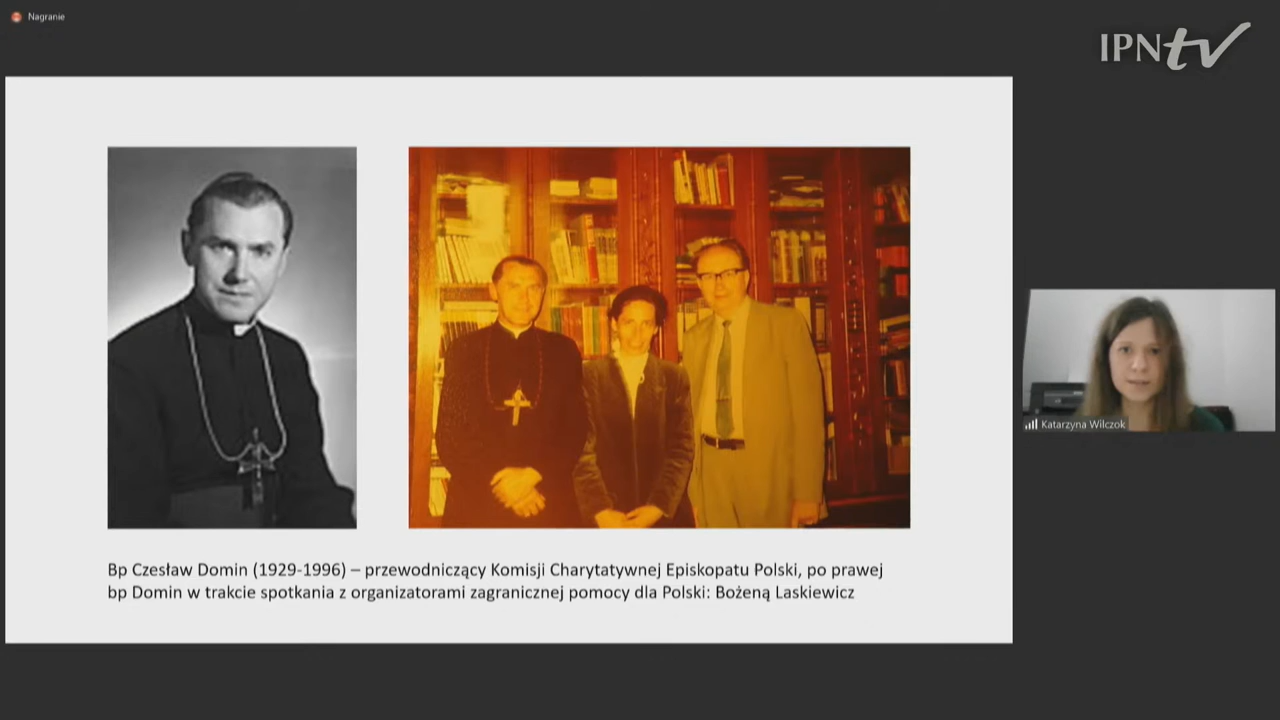 Nagranie
IPNtv
Bp Czesław Domin (1929-1996) – przewodniczący Komisji Charytatywnej Episkopatu Polski, po prawej
bp Domin w trakcie spotkania z organizatorami zagranicznej pomocy dla Polski: Bożeną Laskiewicz
Katarzyna Wilczok